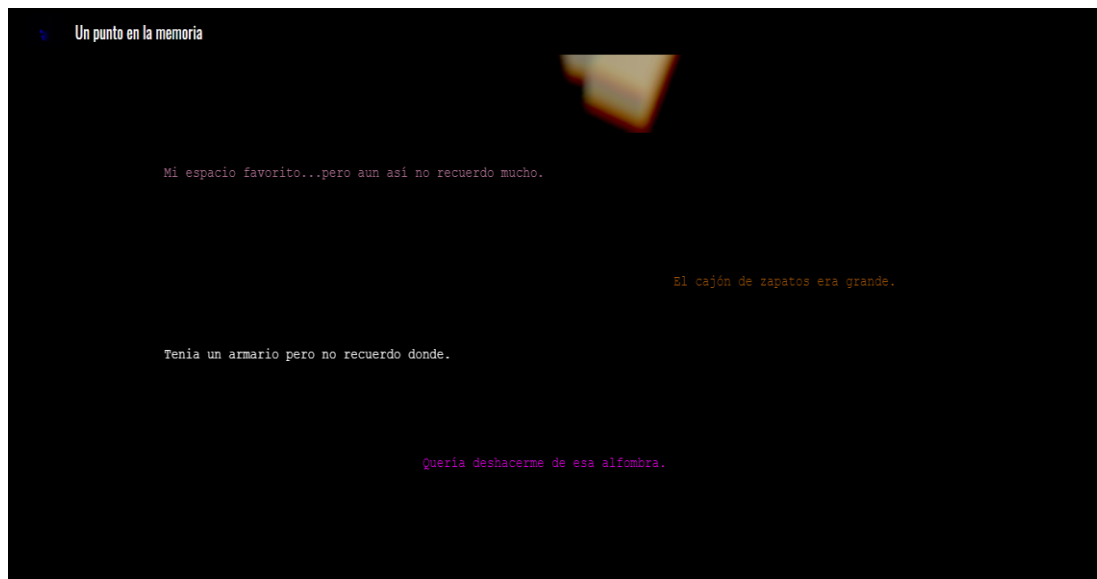 Un punto en la memoria
Mi espacio favorito...pero aun así no recuerdo mucho.
El cajón de zapatos era grande.
Tenia un armario pero no recuerdo donde.
Quería deshacerme de esa alfombra.